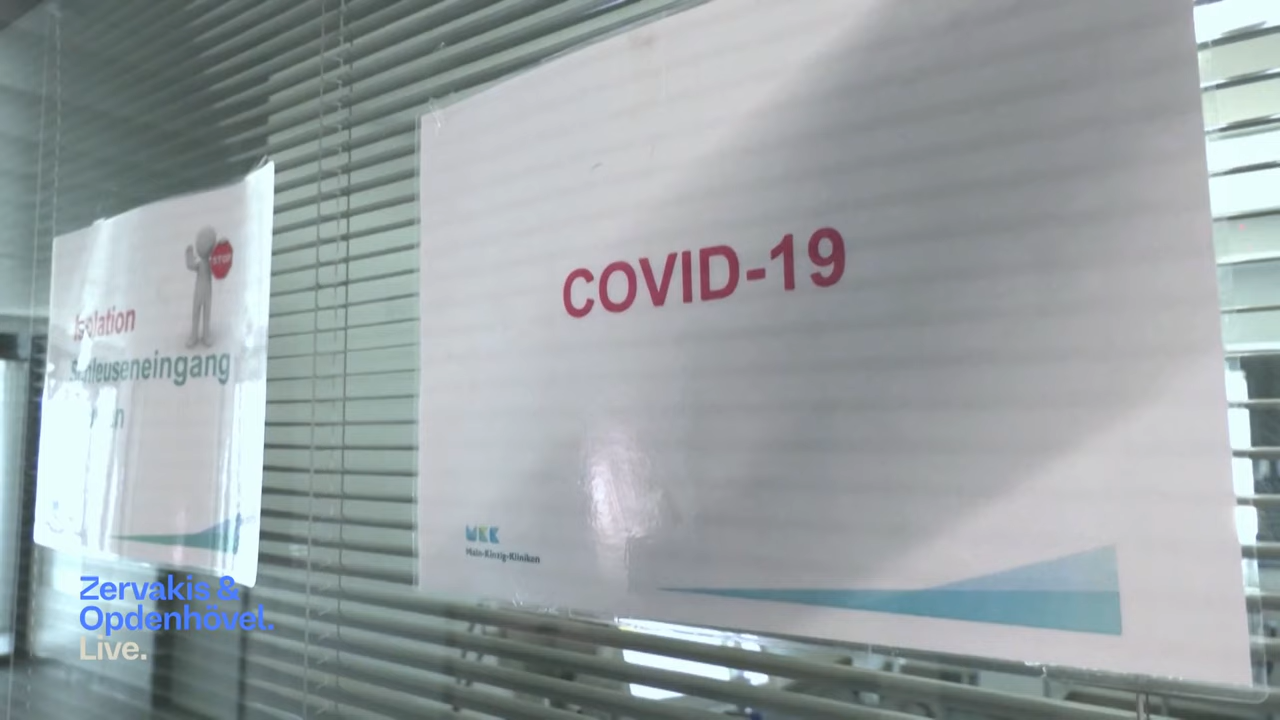 STOP
Isolation
Schleuseneingang
COVID-19
MKK
Main-Kinzig-Kliniken
Zervakis &
Opdenhövel.
Live.